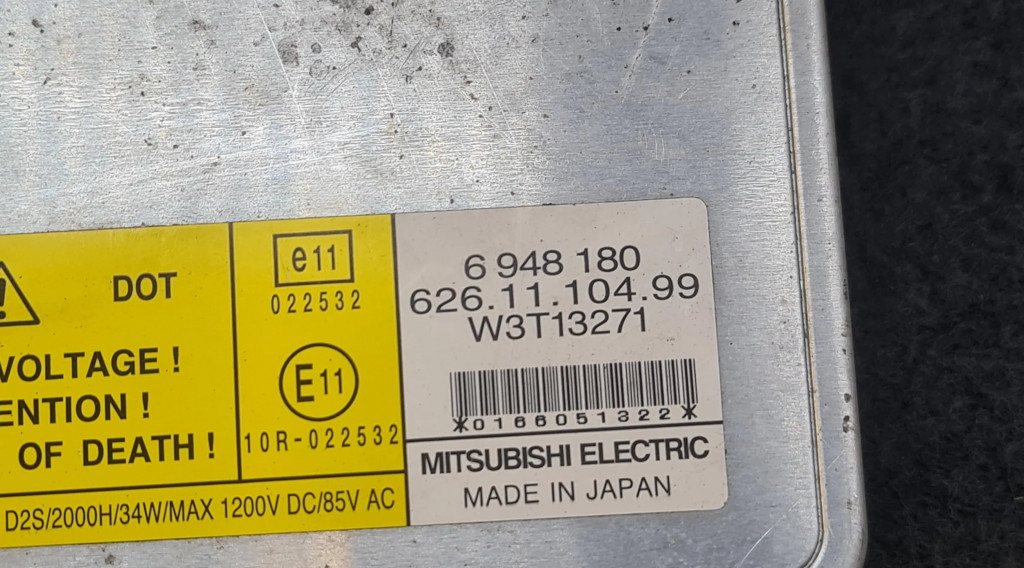 DOT
VOLTAGE !
ENTION !
OF DEATH !
D2S/2000H/34W/MAX 1200V DC/85V AC
e11
022532
E11
10R-022532
6 948 180
626.11.104.99
W3T13271
*0166051322*
MITSUBISHI ELECTRIC
MADE IN JAPAN